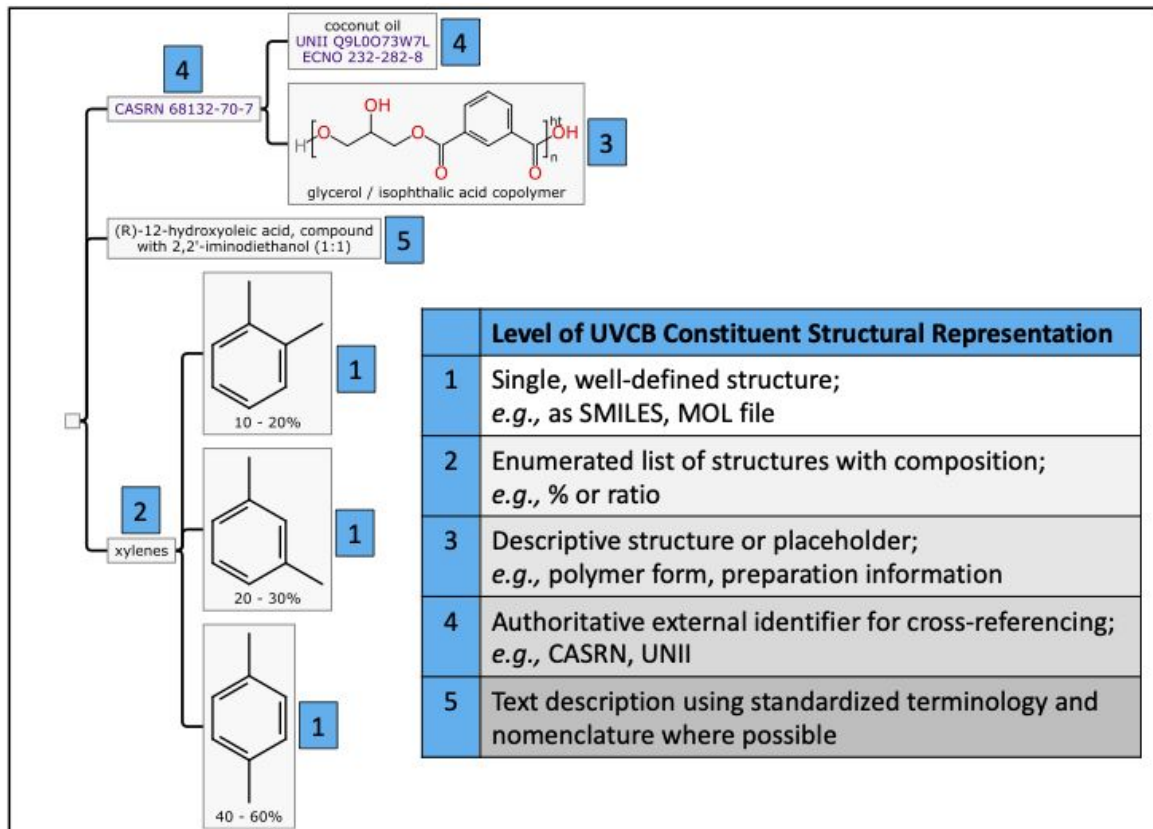 coconut oil
UNII Q9L0O73W7L
ECNO 232-282-8
4
4
CASRN 68132-70-7
OH
H
O
O
O
O
ht
n
OH
3
glycerol / isophthalic acid copolymer
(R)-12-hydroxyoleic acid, compound
with 2,2'-iminodiethanol (1:1)
5
1
10 - 20%
2
xylenes
1
20 - 30%
1
40 - 60%
Level of UVCB Constituent Structural Representation
1
Single, well-defined structure;
e.g., as SMILES, MOL file
2
Enumerated list of structures with composition;
e.g., % or ratio
3
Descriptive structure or placeholder;
e.g., polymer form, preparation information
4
Authoritative external identifier for cross-referencing;
e.g., CASRN, UNII
5
Text description using standardized terminology and
nomenclature where possible